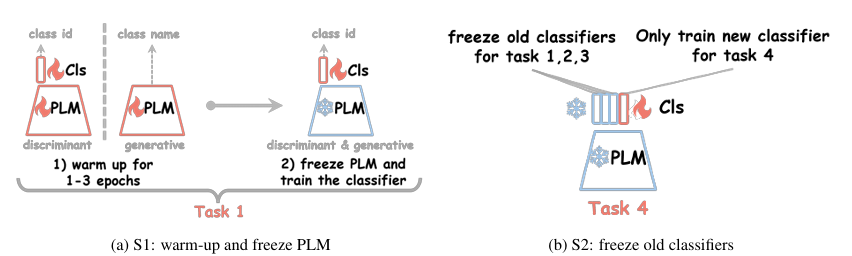 class id
class name
class id
Cls
Cls
PLM
PLM
PLM
discriminant
generative
discriminant & generative
1) warm up for
1-3 epochs
2) freeze PLM and
train the classifier
Task 1
(a) S1: warm-up and freeze PLM
freeze old classifiers
for task 1,2,3
Only train new classifier
for task 4
Cls
PLM
Task 4
(b) S2: freeze old classifiers